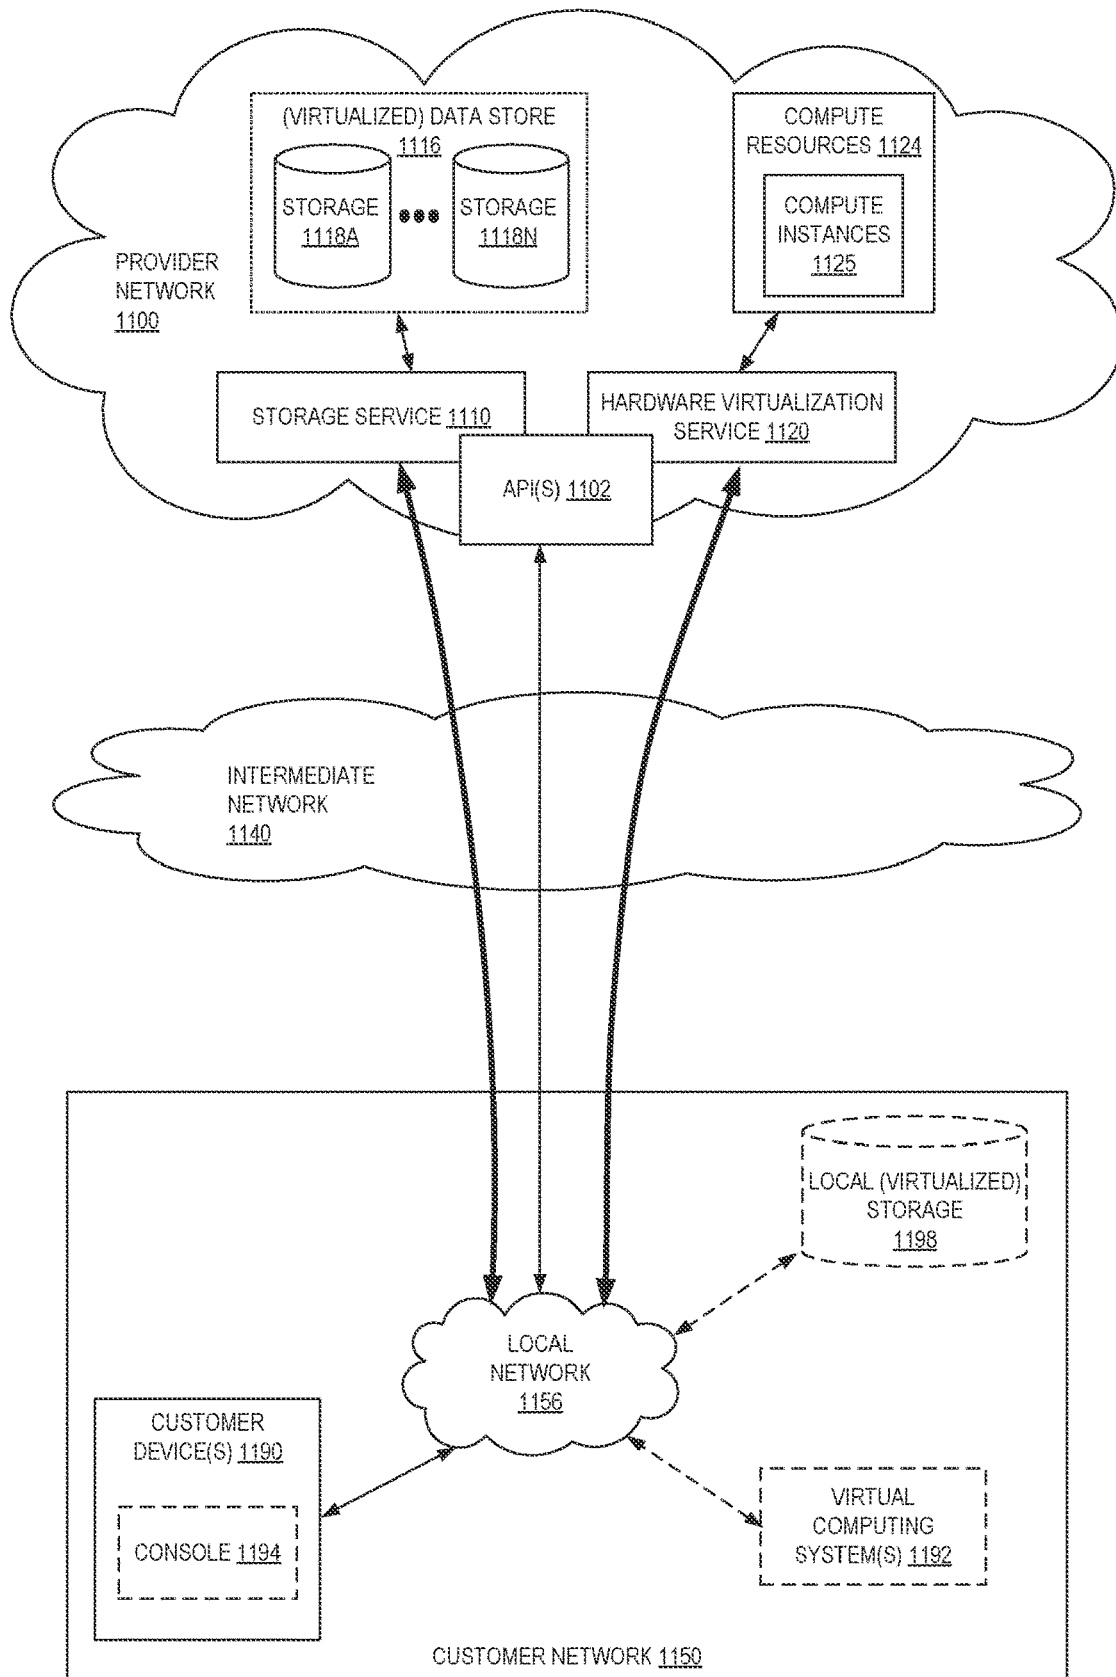 (VIRTUALIZED) DATA STORE
1116
STORAGE
1118A
STORAGE
1118N
COMPUTE
RESOURCES 1124
COMPUTE
INSTANCES
1125
PROVIDER
NETWORK
1100
STORAGE SERVICE 1110
HARDWARE VIRTUALIZATION
SERVICE 1120
API(S) 1102
INTERMEDIATE
NETWORK
1140
LOCAL (VIRTUALIZED)
STORAGE
1198
LOCAL
NETWORK
1156
CUSTOMER
DEVICE(S) 1190
CONSOLE 1194
VIRTUAL
COMPUTING
SYSTEM(S) 1192
CUSTOMER NETWORK 1150